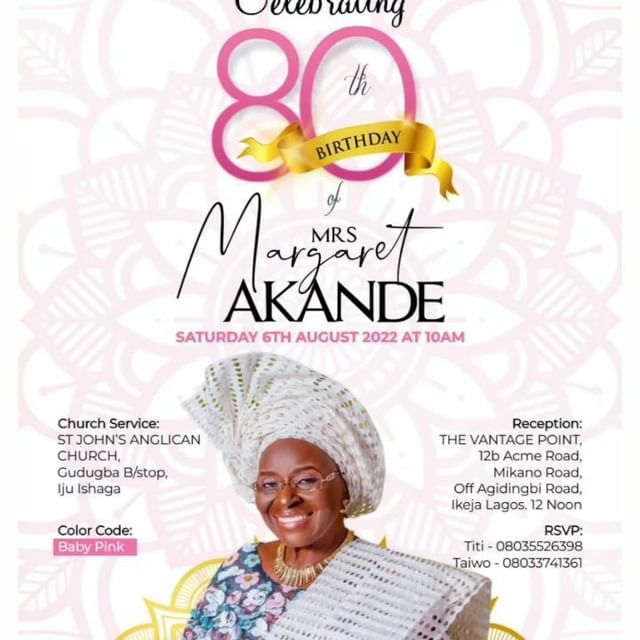 Celebrating
80th
BIRTHDAY
of
MRS
Margaret
AKANDE
SATURDAY 6TH AUGUST 2022 AT 10AM
Church Service:
ST JOHN'S ANGLICAN
CHURCH,
Gudugba B/stop,
Iju Ishaga
Color Code:
Baby Pink
Reception:
THE VANTAGE POINT,
12b Acme Road,
Mikano Road,
Off Agidingbi Road,
Ikeja Lagos. 12 Noon
RSVP:
Titi - 08035526398
Taiwo - 08033741361